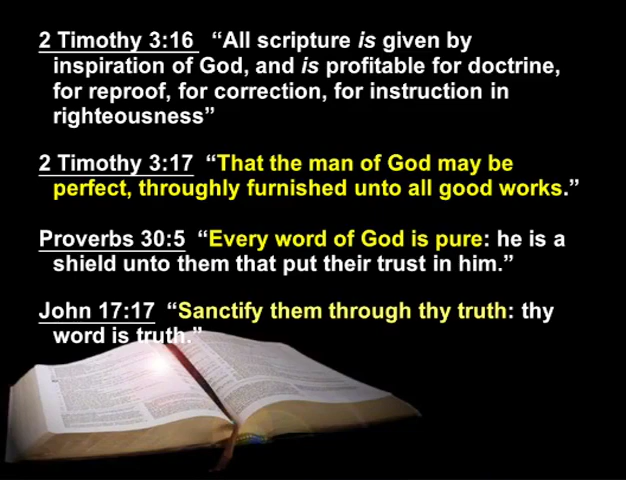 2 Timothy 3:16 “All scripture is given by
inspiration of God, and is profitable for doctrine,
for reproof, for correction, for instruction in
righteousness”
2 Timothy 3:17 “That the man of God may be
perfect, throughly furnished unto all good works.”
Proverbs 30:5 “Every word of God is pure: he is a
shield unto them that put their trust in him.”
John 17:17 “Sanctify them through thy truth: thy
word is truth.”